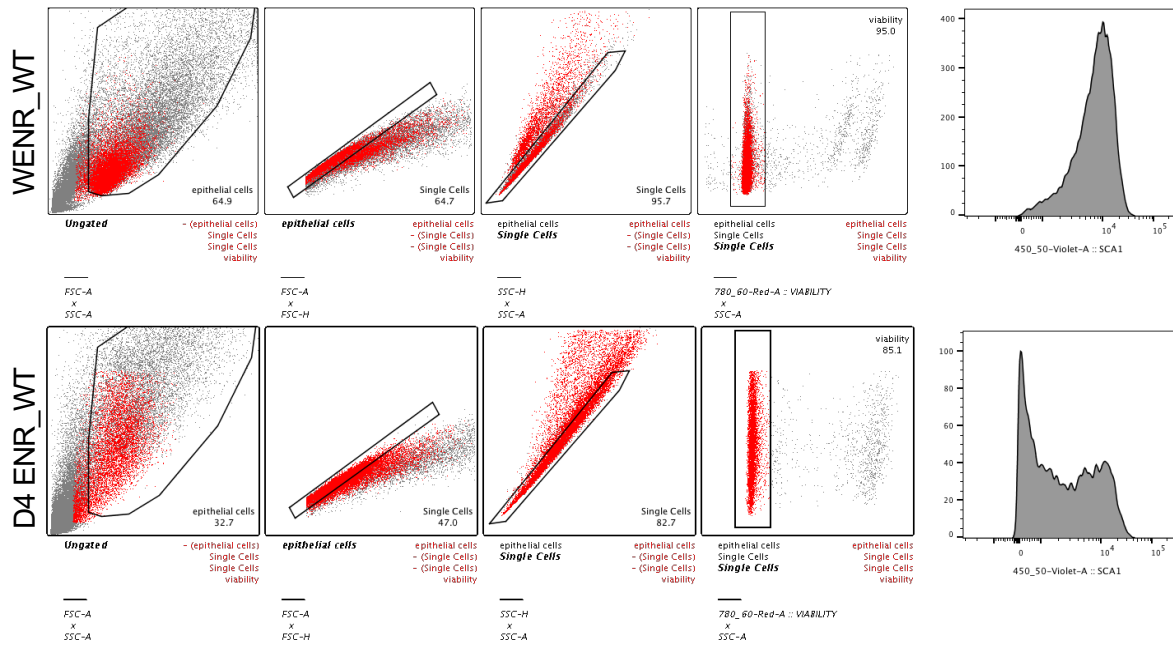 WENR_WT
epithelial cells
64.9
Single Cells
64.7
Single Cells
95.7
viability
95.0
400
300
200
100
0
0
10^4
10^5
450_50-Violet-A :: SCA1
Ungated
- (epithelial cells)
Single Cells
Single Cells
viability
epithelial cells
epithelial cells
- (Single Cells)
- (Single Cells)
viability
epithelial cells
Single Cells
epithelial cells
- (Single Cells)
- (Single Cells)
viability
epithelial cells
Single Cells
Single Cells
epithelial cells
Single Cells
Single Cells
viability
FSC-A
x
SSC-A
FSC-A
x
FSC-H
SSC-H
x
SSC-A
780_60-Red-A :: VIABILITY
x
SSC-A
D4 ENR_WT
epithelial cells
32.7
Single Cells
47.0
Single Cells
82.7
viability
85.1
100
80
60
40
20
0
0
10^4
10^5
450_50-Violet-A :: SCA1
Ungated
- (epithelial cells)
Single Cells
Single Cells
viability
epithelial cells
epithelial cells
- (Single Cells)
- (Single Cells)
viability
epithelial cells
Single Cells
epithelial cells
- (Single Cells)
- (Single Cells)
viability
epithelial cells
Single Cells
Single Cells
epithelial cells
Single Cells
Single Cells
viability
FSC-A
x
SSC-A
FSC-A
x
FSC-H
SSC-H
x
SSC-A
780_60-Red-A :: VIABILITY
x
SSC-A